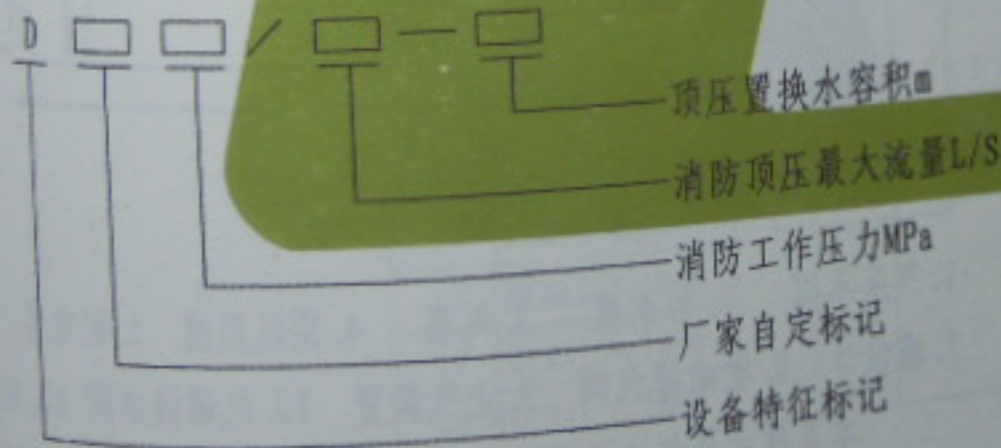 D □ □ / □ — □
顶压置换水容积m
消防顶压最大流量L/S
消防工作压力MPa
厂家自定标记
设备特征标记